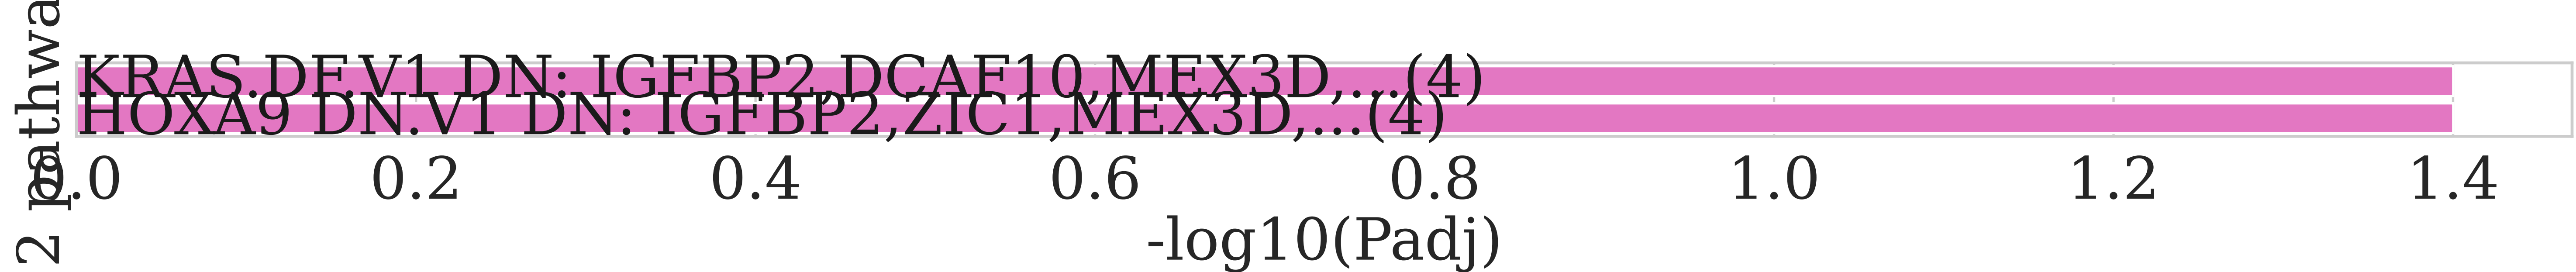 2 pathwa
KRAS.DF.V1 DN: IGFBP2,DCAF10,MEX3D,...(4)
HOXA9 DN.V1 DN: IGFBP2,ZIC1,MEX3D,...(4)
0.0 0.2 0.4 0.6 0.8 1.0 1.2 1.4
-log10(Padj)